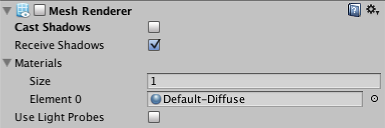 Mesh Renderer
Cast Shadows
Receive Shadows
Materials
Size 1
Element 0 Default-Diffuse
Use Light Probes